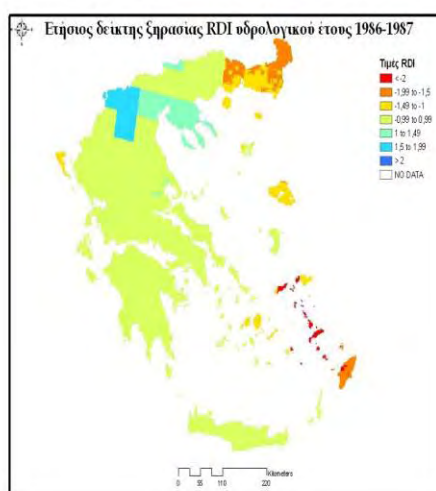 Ετήσιος δείκτης ξηρασίας RDI υδρολογικού έτους 1986-1987
Τιμές RDI
< -2
-1,99 to -1,5
-1,49 to -1
-0,99 to 0,99
1 to 1,49
1,5 to 1,99
> 2
NO DATA
Kilometers
0 55 110 220